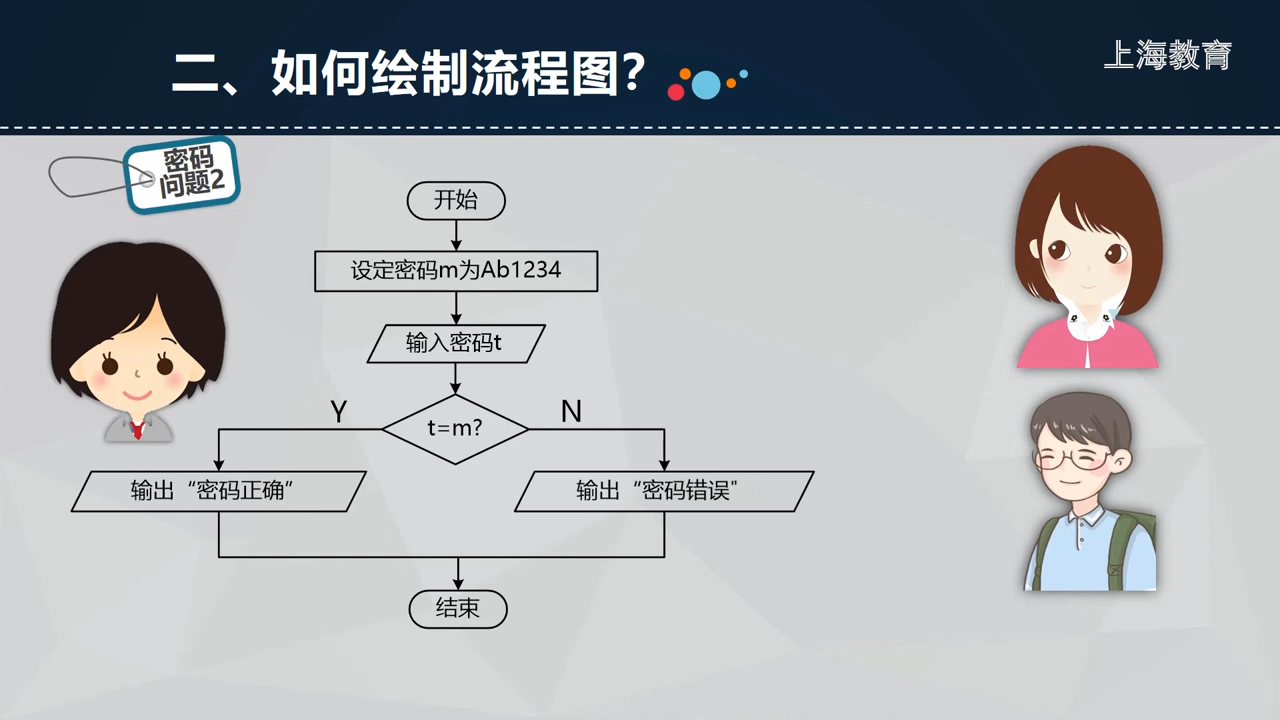 二、如何绘制流程图？
上海教育
密码
问题2
开始
设定密码m为Ab1234
输入密码t
Y
N
t=m?
输出“密码正确”
输出“密码错误"
结束